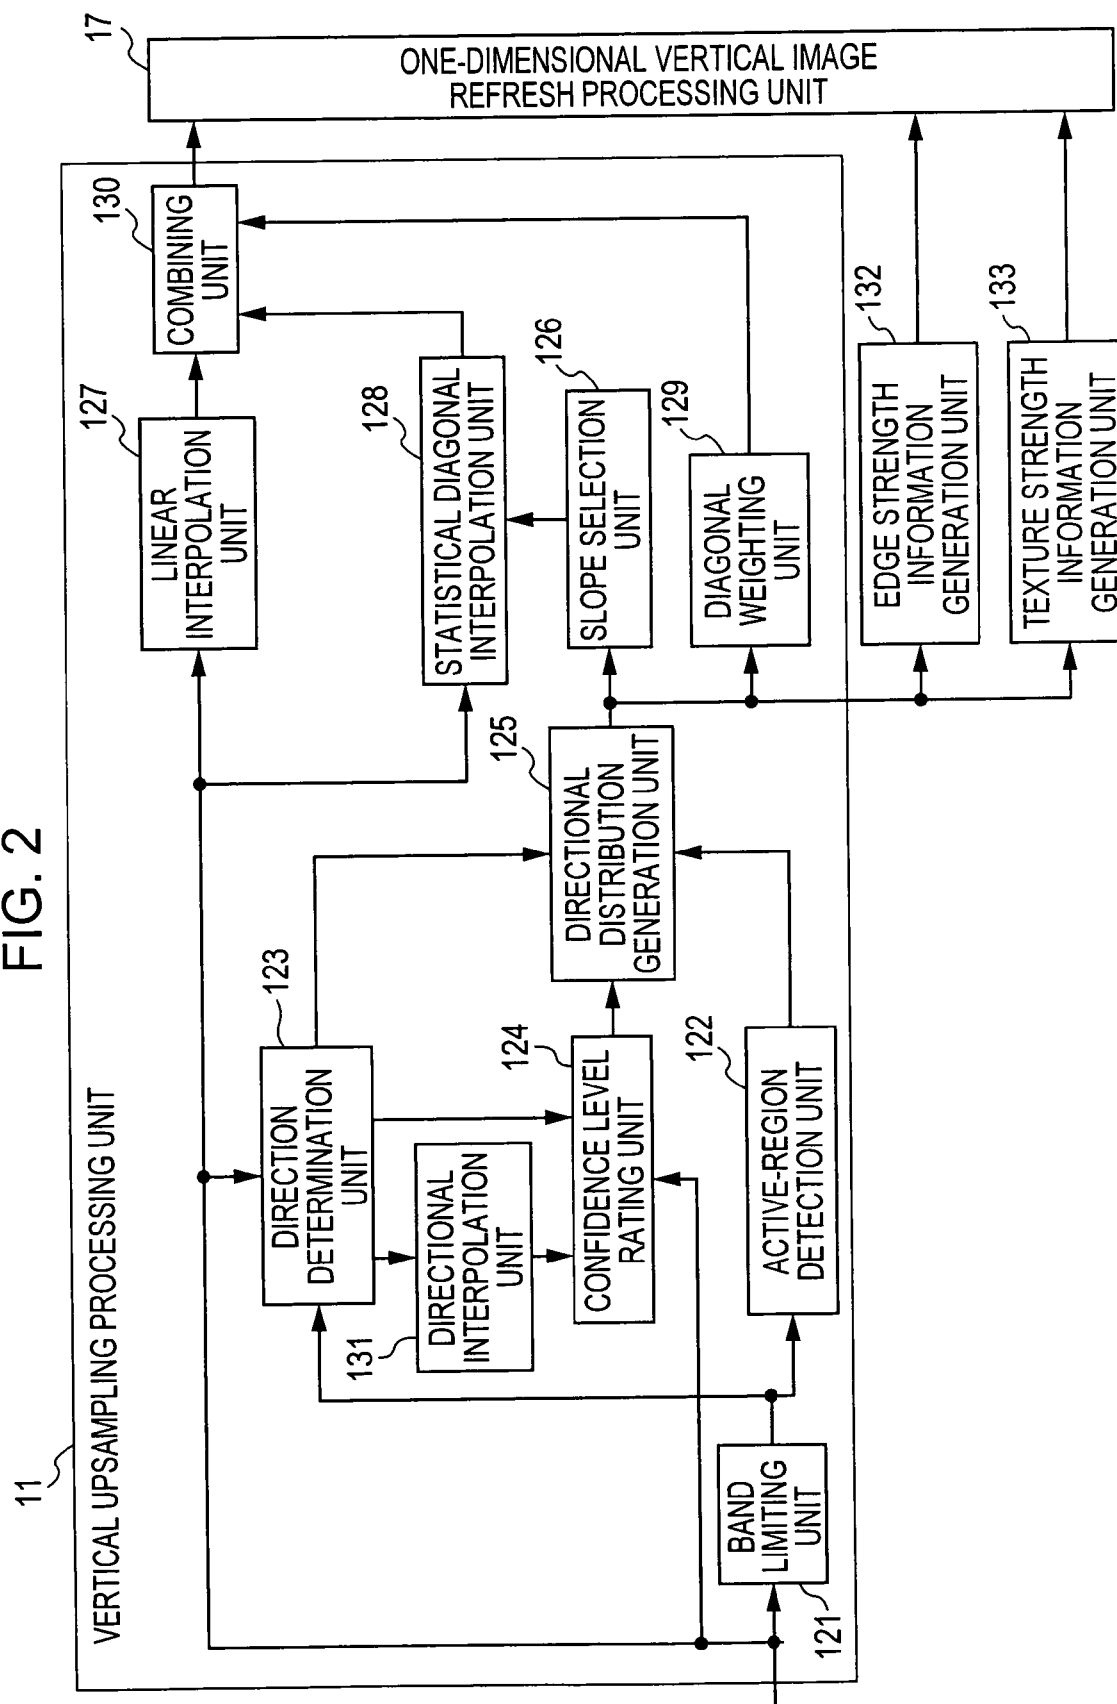 FIG. 2
11
VERTICAL UPSAMPLING PROCESSING UNIT
17
ONE-DIMENSIONAL VERTICAL IMAGE
REFRESH PROCESSING UNIT
127
LINEAR
INTERPOLATION
UNIT
130
COMBINING
UNIT
123
DIRECTION
DETERMINATION
UNIT
131
DIRECTIONAL
INTERPOLATION
UNIT
124
CONFIDENCE LEVEL
RATING UNIT
125
DIRECTIONAL
DISTRIBUTION
GENERATION UNIT
128
STATISTICAL DIAGONAL
INTERPOLATION UNIT
126
SLOPE SELECTION
UNIT
129
DIAGONAL
WEIGHTING
UNIT
121
BAND
LIMITING
UNIT
122
ACTIVE-REGION
DETECTION UNIT
132
EDGE STRENGTH
INFORMATION
GENERATION UNIT
133
TEXTURE STRENGTH
INFORMATION
GENERATION UNIT